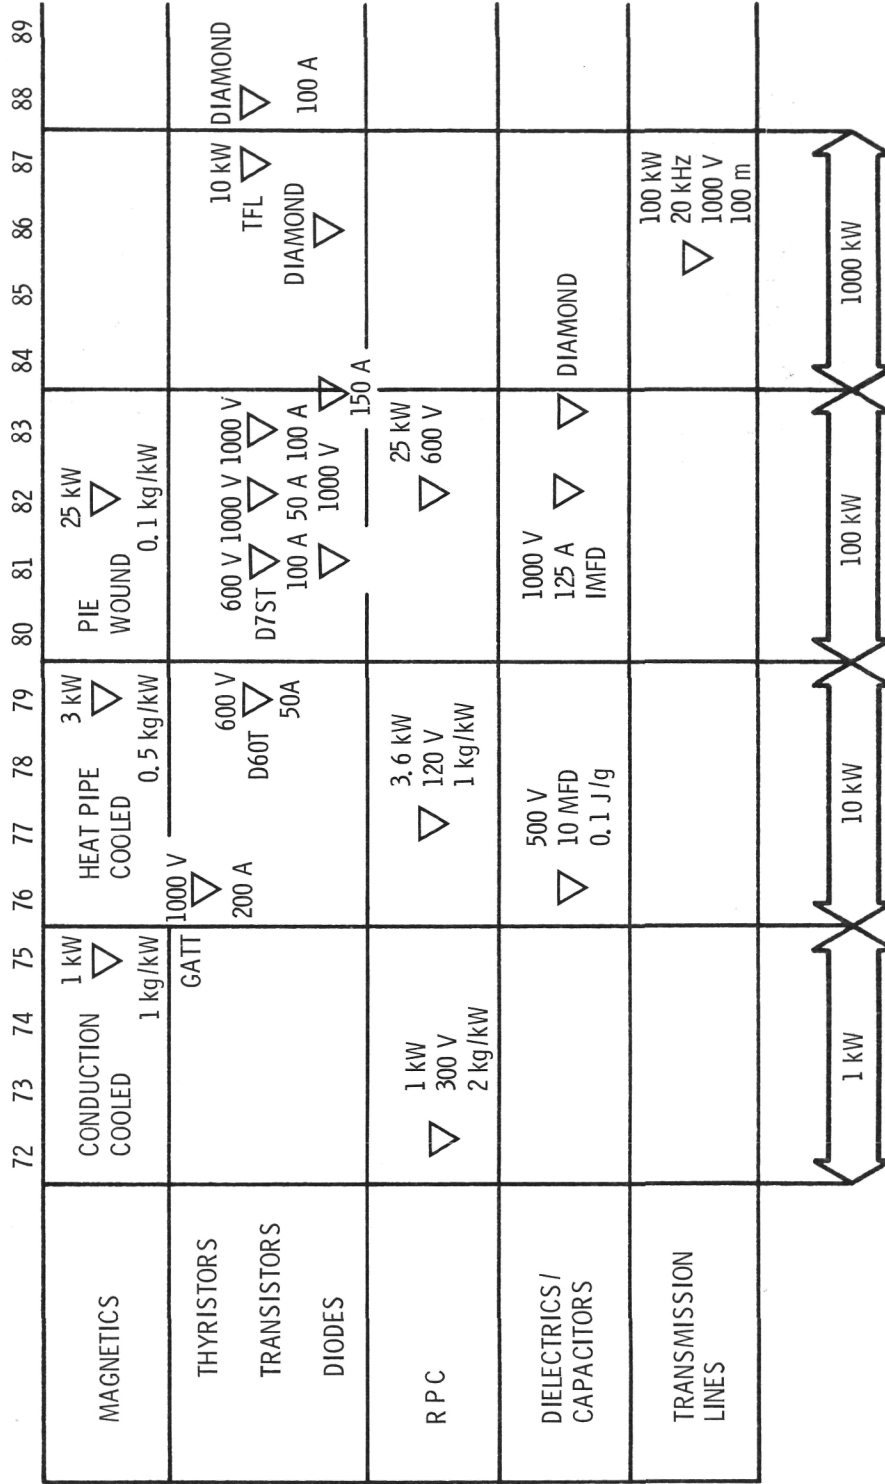 72 73 74 75 76 77 78 79 80 81 82 83 84 85 86 87 88 89
MAGNETICS
CONDUCTION
COOLED
1 kW
1 kg/kW
HEAT PIPE
COOLED
3 kW
0.5 kg/kW
PIE
WOUND
25 kW
0.1 kg/kW
THYRISTORS
TRANSISTORS
DIODES
GATT
1000 V
200 A
D60T
600 V
50A
D7ST
600 V
100 A
1000 V
50 A
1000 V
100 A
1000 V
150 A
DIAMOND
TFL
10 kW
DIAMOND
100 A
RPC
1 kW
300 V
2 kg/kW
3.6 kW
120 V
1 kg/kW
25 kW
600 V
DIELECTRICS/
CAPACITORS
500 V
10 MFD
0.1 J/g
1000 V
125 A
IMFD
DIAMOND
TRANSMISSION
LINES
100 kW
20 kHz
1000 V
100 m
1 kW 10 kW 100 kW 1000 kW